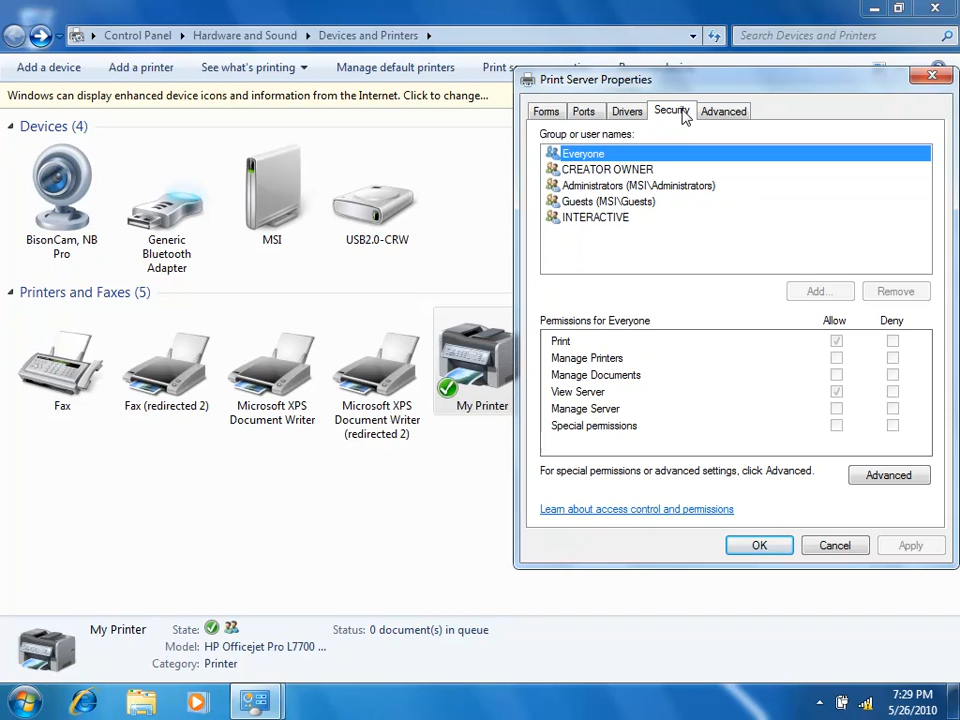 Control Panel
Hardware and Sound
Devices and Printers
Search Devices and Printers
Add a device
Add a printer
See what's printing
Manage default printers
Windows can display enhanced device icons and information from the Internet. Click to change...
Devices (4)
BisonCam, NB
Pro
Generic
Bluetooth
Adapter
MSI
USB2.0-CRW
Printers and Faxes (5)
Fax
Fax (redirected 2)
Microsoft XPS
Document Writer
Microsoft XPS
Document Writer
(redirected 2)
My Printer
Print Server Properties
Forms
Ports
Drivers
Security
Advanced
Group or user names:
Everyone
CREATOR OWNER
Administrators (MSI\Administrators)
Guests (MSI\Guests)
INTERACTIVE
Add...
Remove
Permissions for Everyone
Allow
Deny
Print
Manage Printers
Manage Documents
View Server
Manage Server
Special permissions
For special permissions or advanced settings, click Advanced.
Advanced
Learn about access control and permissions
OK
Cancel
Apply
My Printer
State:
Status: 0 document(s) in queue
Model: HP Officejet Pro L7700 ...
Category: Printer
7:29 PM
5/26/2010